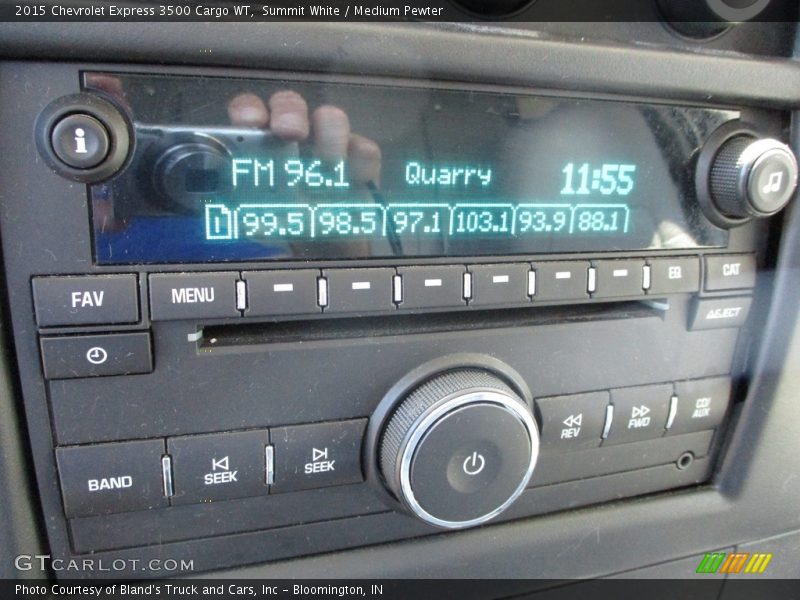 2015 Chevrolet Express 3500 Cargo WT,  Summit White / Medium Pewter
i
FM 96.1 Quarry 11:55
1 99.5 98.5 97.1 103.1 93.9 88.1
FAV MENU EQ CAT
EJECT
BAND SEEK SEEK REV FWD CD/AUX
GTCARLOT.COM
Photo Courtesy of Bland's Truck and Cars, Inc - Bloomington, IN